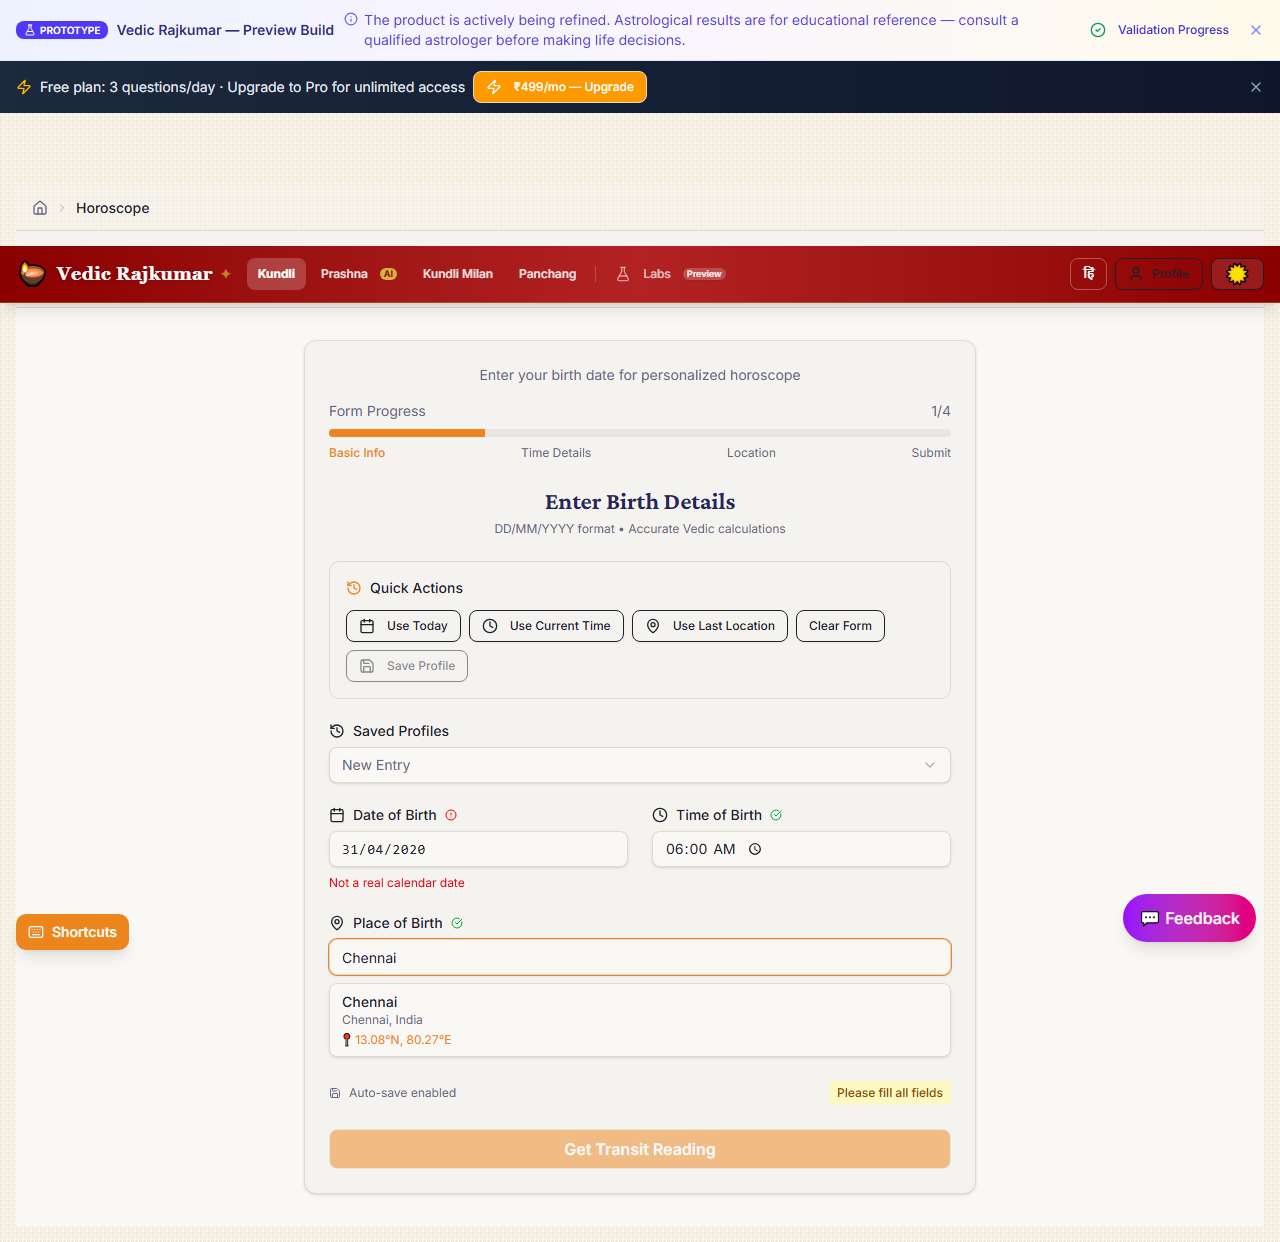 PROTOTYPE
Vedic Rajkumar — Preview Build
The product is actively being refined. Astrological results are for educational reference — consult a
qualified astrologer before making life decisions.
Validation Progress
Free plan: 3 questions/day · Upgrade to Pro for unlimited access
₹499/mo — Upgrade
Horoscope
Vedic Rajkumar
Kundli
Prashna AI
Kundli Milan
Panchang
Labs Preview
हिं
Profile
Enter your birth date for personalized horoscope
Form Progress 1/4
Basic Info Time Details Location Submit
Enter Birth Details
DD/MM/YYYY format • Accurate Vedic calculations
Quick Actions
Use Today Use Current Time Use Last Location Clear Form
Save Profile
Saved Profiles
New Entry
Date of Birth Time of Birth
31/04/2020 06:00 AM
Not a real calendar date
Place of Birth
Shortcuts
Feedback
Chennai
Chennai
Chennai, India
13.08°N, 80.27°E
Auto-save enabled
Please fill all fields
Get Transit Reading